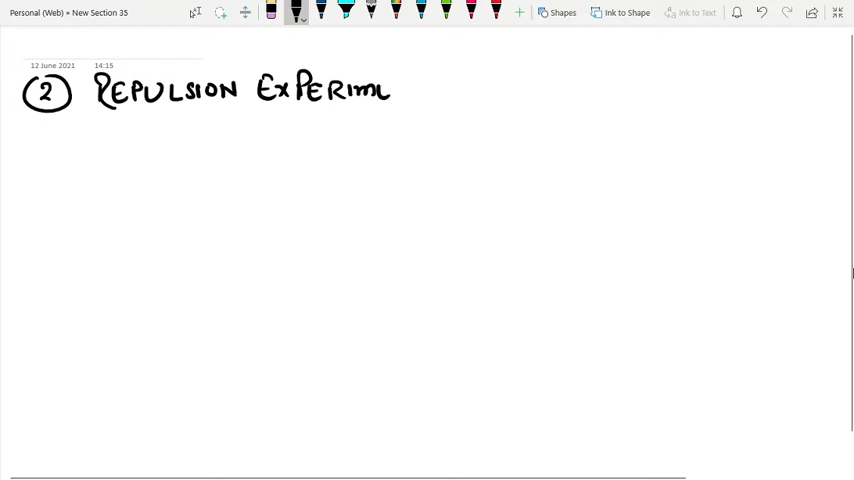 Personal (Web) » New Section 35
Shapes
Ink to Shape
Ink to Text
12 June 2021 14:15
2 REPULSION EXPERIM